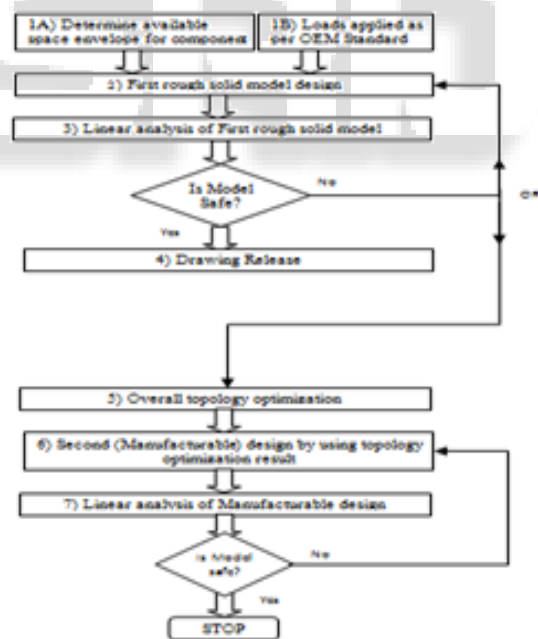 1A) Determine available
space envelope for component
1B) Loads applied as
per OEM Standard
2) First rough solid model design
3) Linear analysis of First rough solid model
Is Model
Safe?
No
OR
Yes
4) Drawing Release
5) Overall topology optimization
6) Second (Manufacturable) design by using topology
optimization result
7) Linear analysis of Manufacturable design
Is Model
safe?
No
Yes
STOP